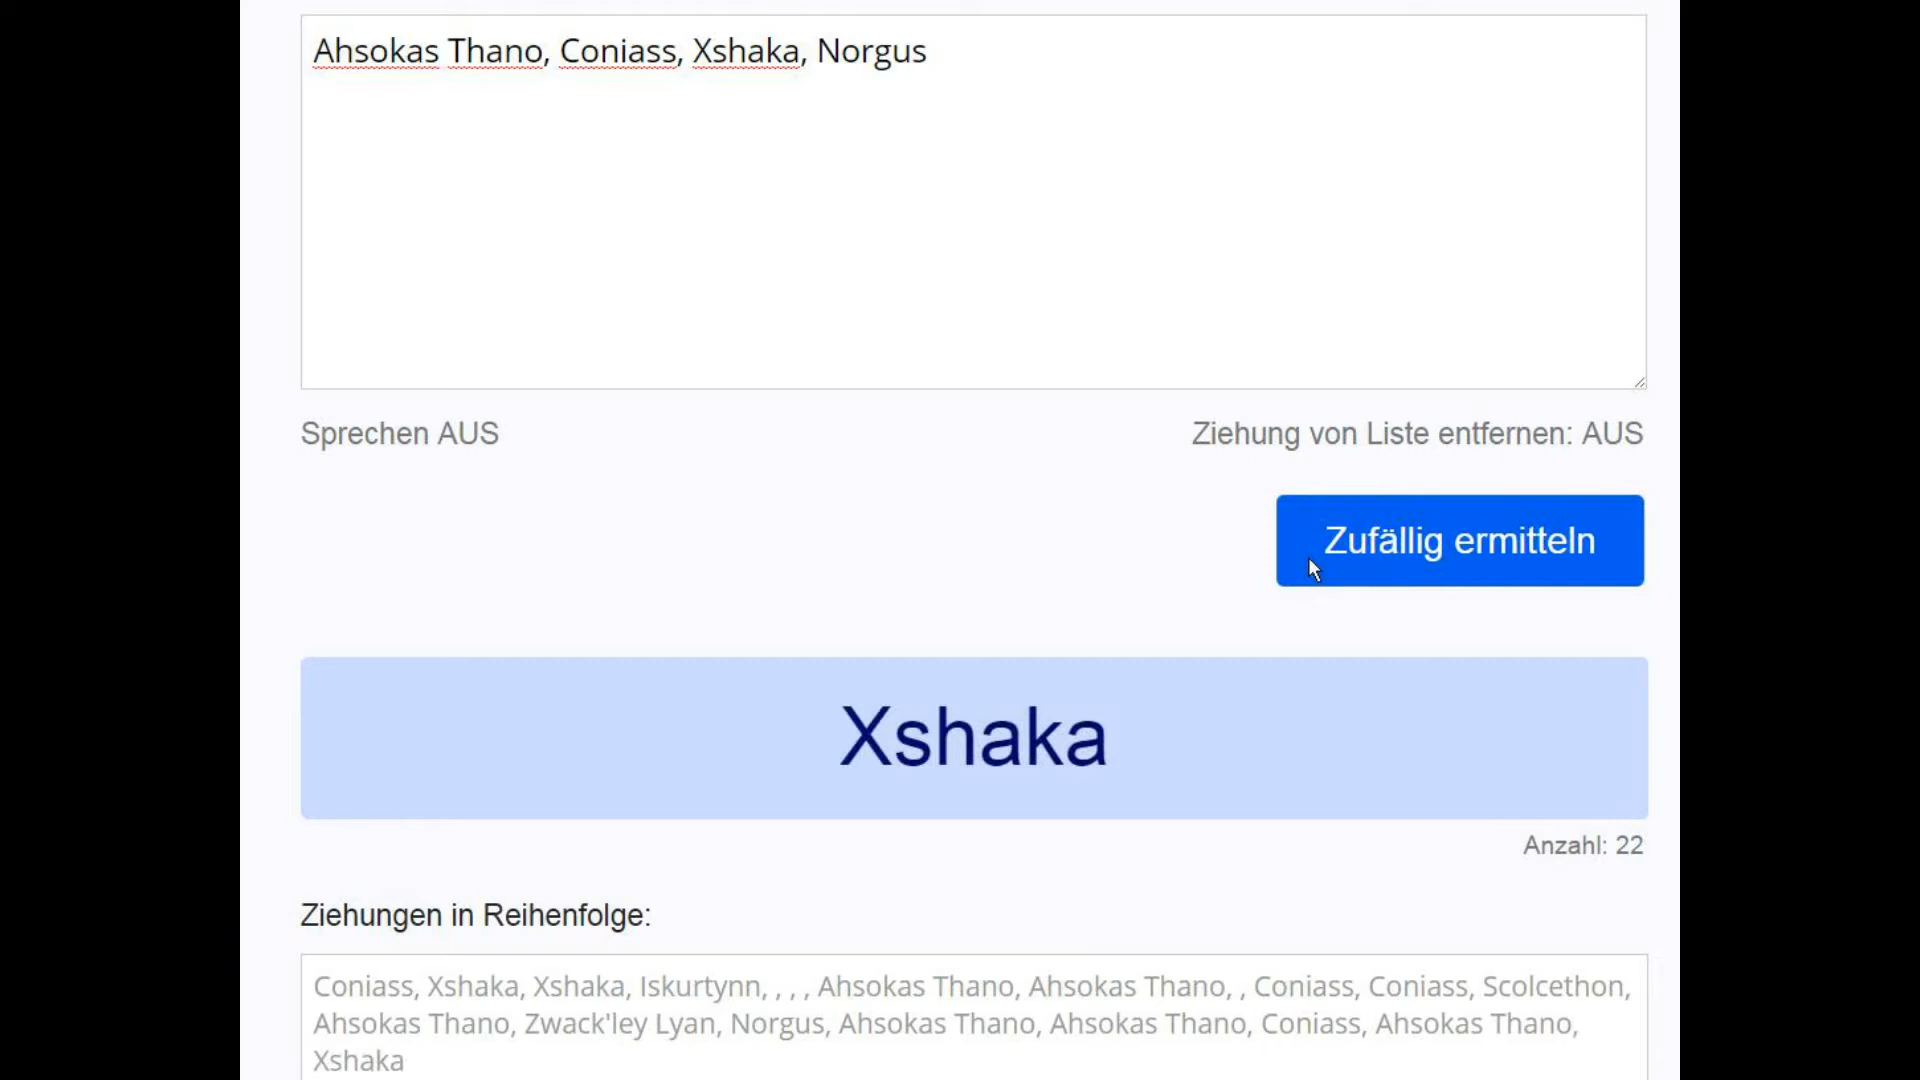 Ahsokas Thano, Coniass, Xshaka, Norgus
Sprechen AUS
Ziehung von Liste entfernen: AUS
Zufällig ermitteln
Xshaka
Anzahl: 22
Ziehungen in Reihenfolge:
Coniass, Xshaka, Xshaka, Iskurtynn, , , , Ahsokas Thano, Ahsokas Thano, , Coniass, Coniass, Scolcethon,
Ahsokas Thano, Zwack'ley Lyan, Norgus, Ahsokas Thano, Ahsokas Thano, Coniass, Ahsokas Thano,
Xshaka